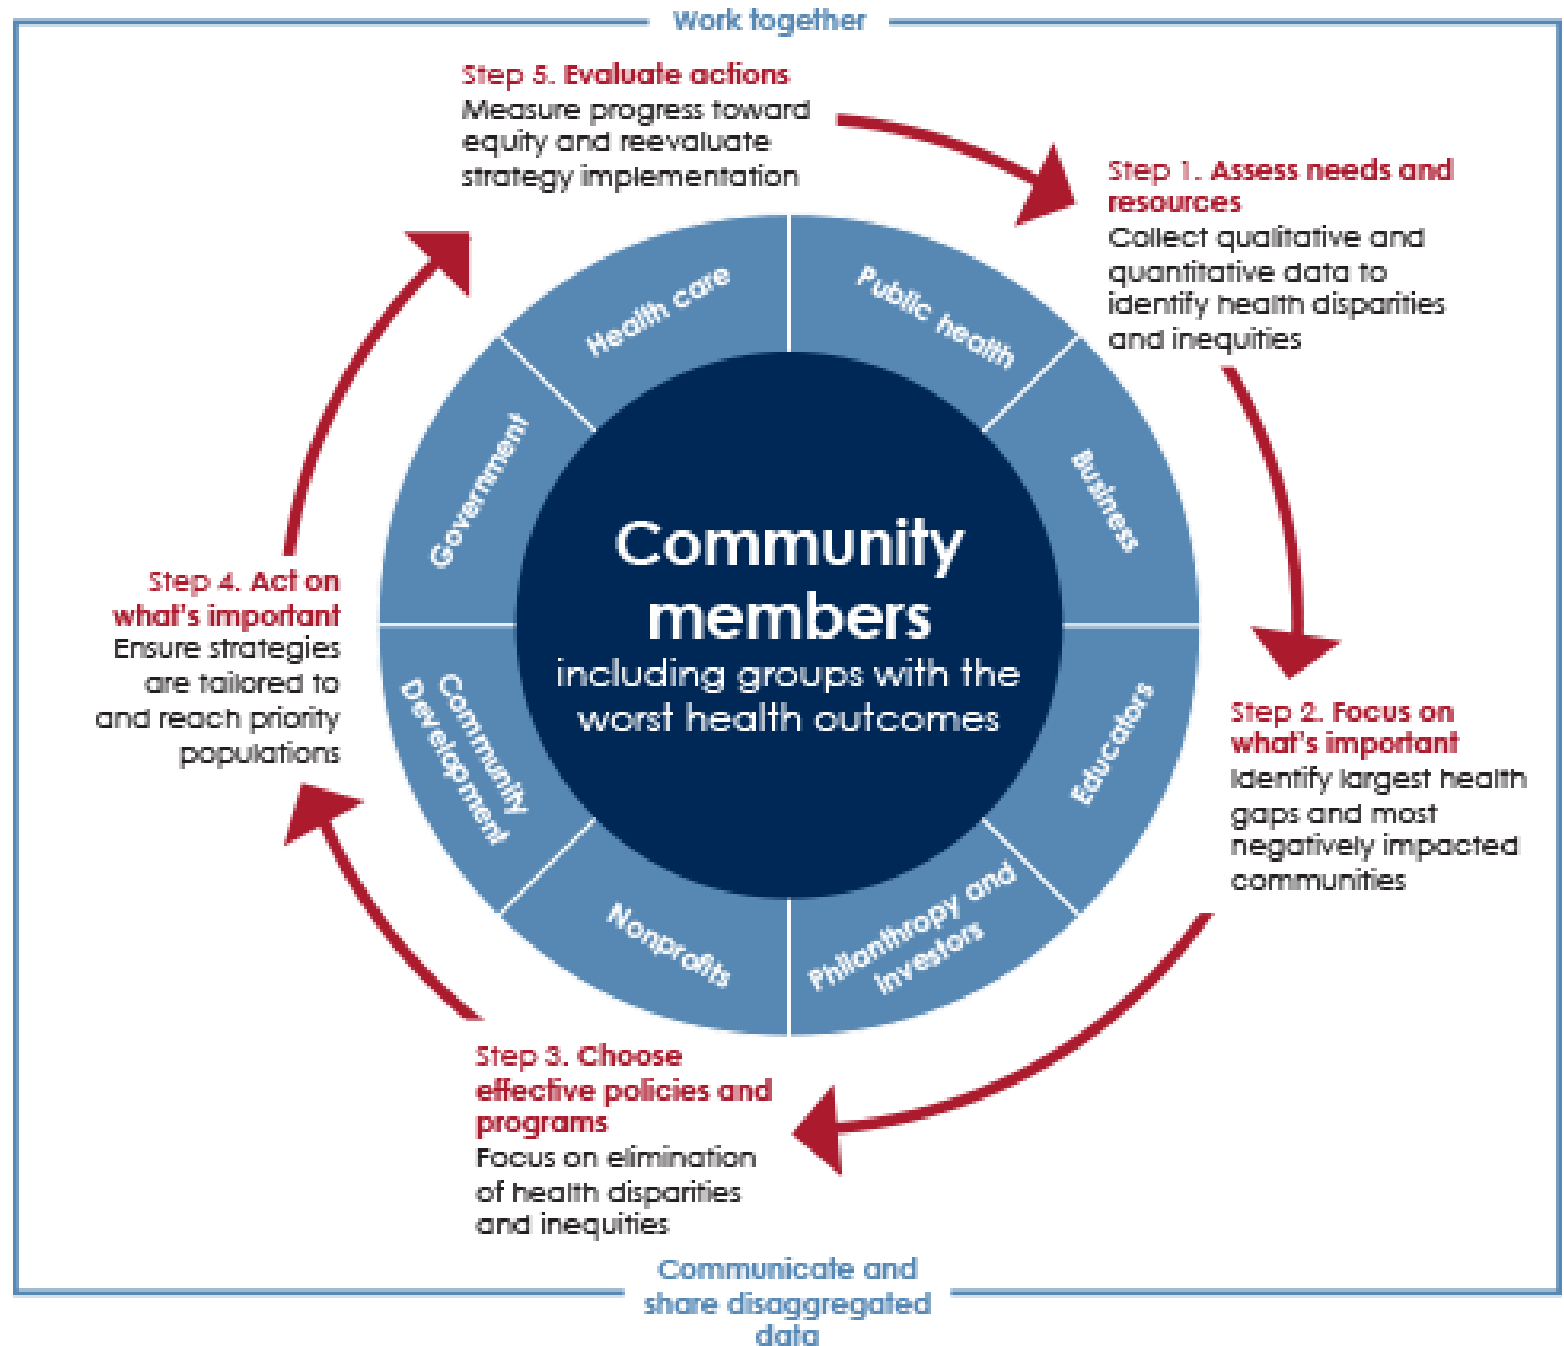 Work together
Step 5. Evaluate actions
Measure progress toward
equity and reevaluate
strategy implementation
Step 1. Assess needs and
resources
Collect qualitative and
quantitative data to
identify health disparities
and inequities
Health care
Public health
Government
Business
Community
members
including groups with the
worst health outcomes
Step 4. Act on
what's important
Ensure strategies
are tailored to
and reach priority
populations
Community
Development
Educators
Step 2. Focus on
what's important
Identify largest health
gaps and most
negatively impacted
communities
Nonprofits
Philanthropy and
investors
Step 3. Choose
effective policies and
programs
Focus on elimination
of health disparities
and inequities
Communicate and
share disaggregated
data